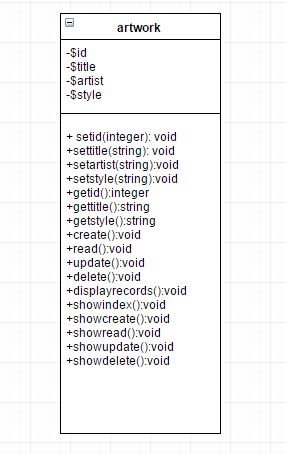 artwork
-$id
-$title
-$artist
-$style
+ setid(integer): void
+settitle(string): void
+setartist(string):void
+setstyle(string):void
+getid():integer
+gettitle():string
+getstyle():string
+create():void
+read():void
+update():void
+delete():void
+displayrecords():void
+showindex():void
+showcreate():void
+showread():void
+showupdate():void
+showdelete():void